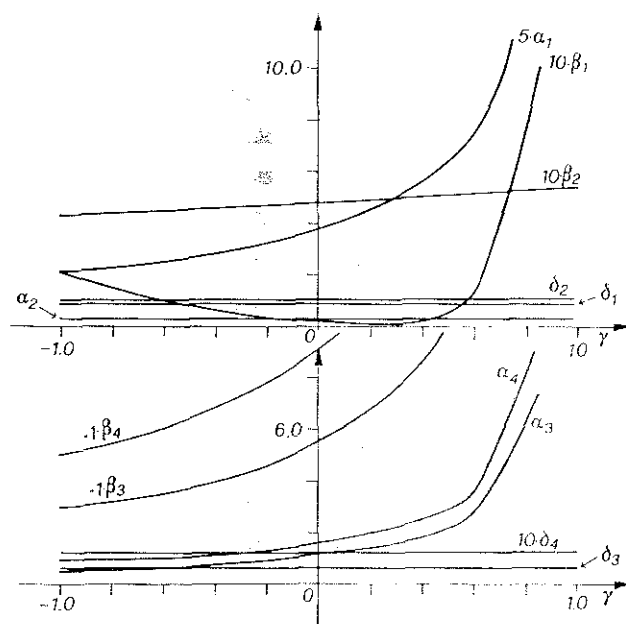 5·α₁
10.0
10·β₁
10·β₂
δ₂
α₂
δ₁
-1.0
0
1.0
γ
α₄
6.0
.1·β₄
α₃
.1·β₃
10·δ₄
δ₃
-1.0
0
1.0
γ